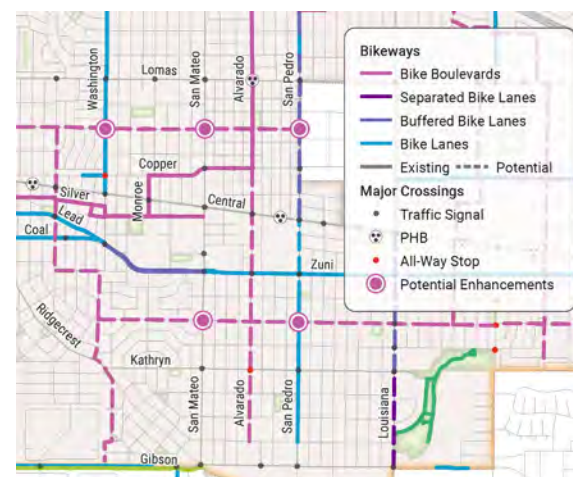 Washington
Lomas
San Mateo
Alvarado
San Pedro
Copper
Silver
Monroe
Central
Lead
Coal
Zuni
Ridgecrest
Kathryn
San Mateo
Alvarado
San Pedro
Louisiana
Gibson
Bikeways
Bike Boulevards
Separated Bike Lanes
Buffered Bike Lanes
Bike Lanes
Existing
Potential
Major Crossings
Traffic Signal
PHB
All-Way Stop
Potential Enhancements